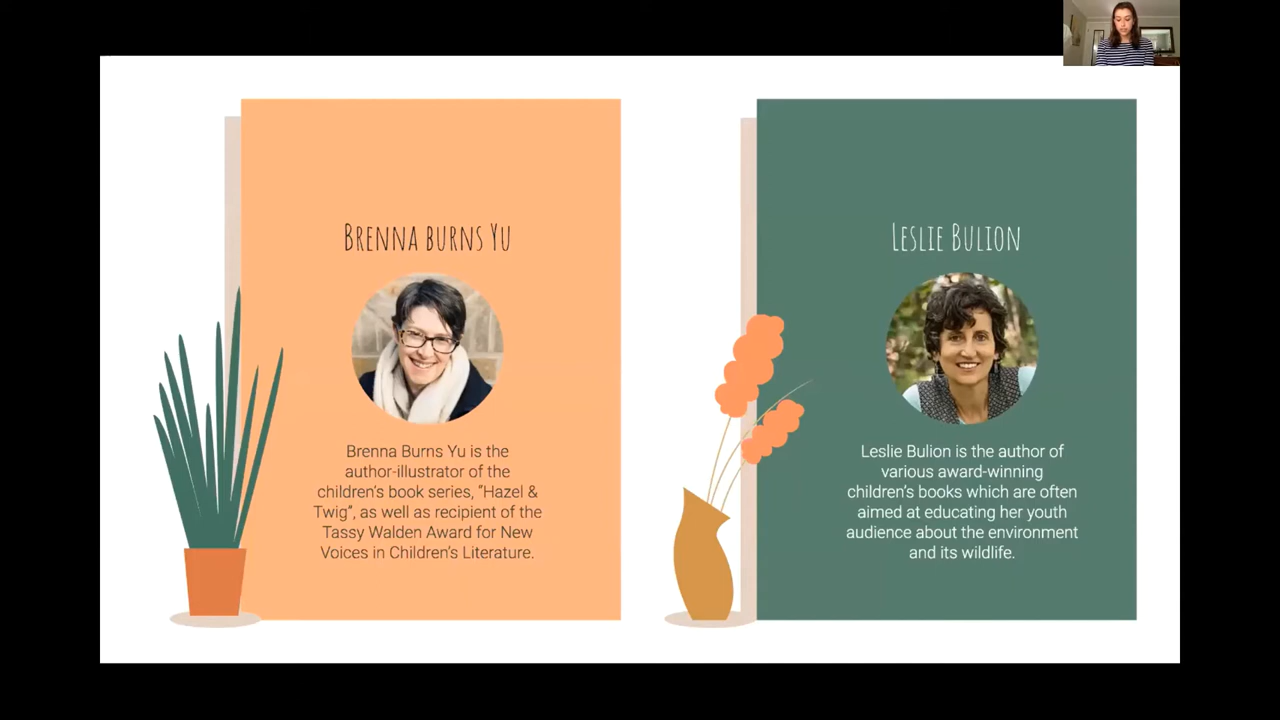 Brenna Burns Yu
Brenna Burns Yu is the
author-illustrator of the
children's book series, “Hazel &
Twig”, as well as recipient of the
Tassy Walden Award for New
Voices in Children's Literature.
Leslie Bulion
Leslie Bulion is the author of
various award-winning
children's books which are often
aimed at educating her youth
audience about the environment
and its wildlife.